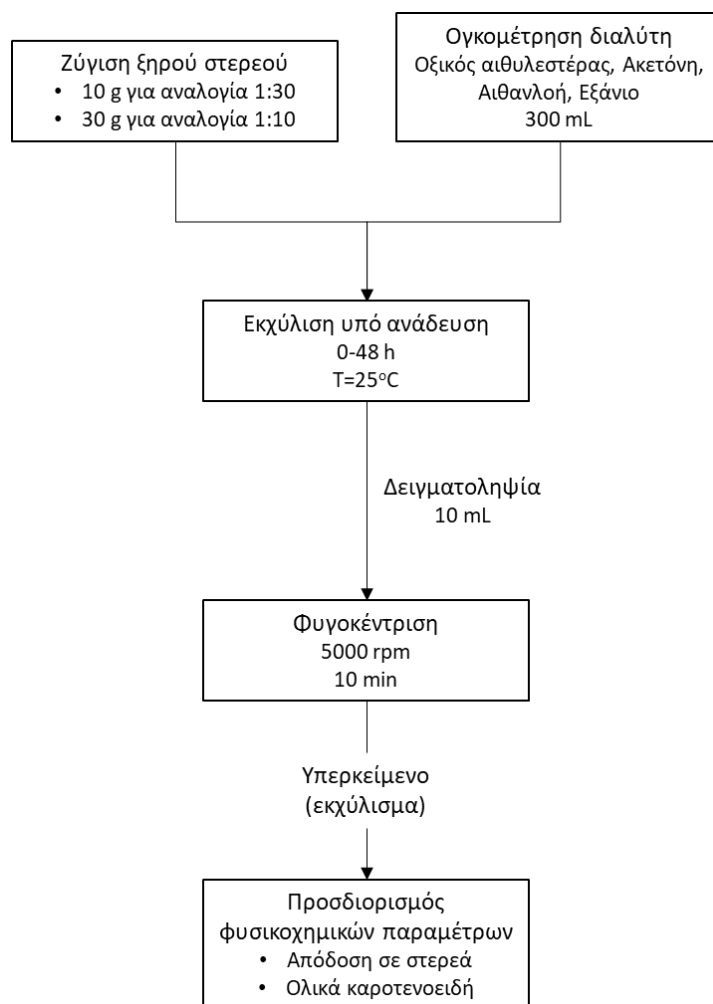 Ζύγιση ξηρού στερεού
• 10 g για αναλογία 1:30
• 30 g για αναλογία 1:10
Ογκομέτρηση διαλύτη
Οξικός αιθυλεστέρας, Ακετόνη,
Αιθανλοή, Εξάνιο
300 mL
Εκχύλιση υπό ανάδευση
0-48 h
T=25°C
Δειγματοληψία
10 mL
Φυγοκέντριση
5000 rpm
10 min
Υπερκείμενο
(εκχύλισμα)
Προσδιορισμός
φυσικοχημικών παραμέτρων
• Απόδοση σε στερεά
• Ολικά καροτενοειδή